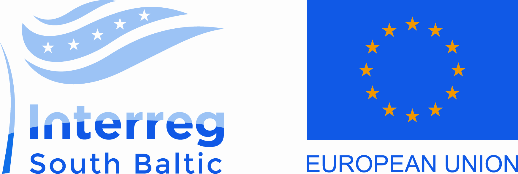 Interreg
South Baltic
EUROPEAN UNION